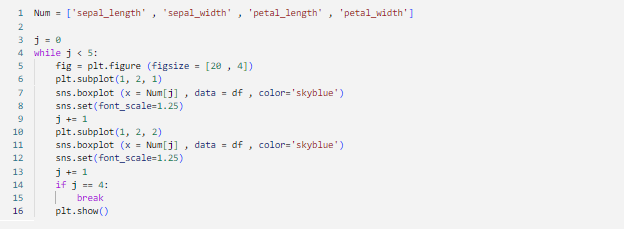 1 Num = ['sepal_length' , 'sepal_width' , 'petal_length' , 'petal_width']
2
3 j = 0
4 while j < 5:
5     fig = plt.figure (figsize = [20 , 4])
6     plt.subplot(1, 2, 1)
7     sns.boxplot (x = Num[j] , data = df , color='skyblue')
8     sns.set(font_scale=1.25)
9     j += 1
10     plt.subplot(1, 2, 2)
11     sns.boxplot (x = Num[j] , data = df , color='skyblue')
12     sns.set(font_scale=1.25)
13     j += 1
14     if j == 4:
15         break
16     plt.show()